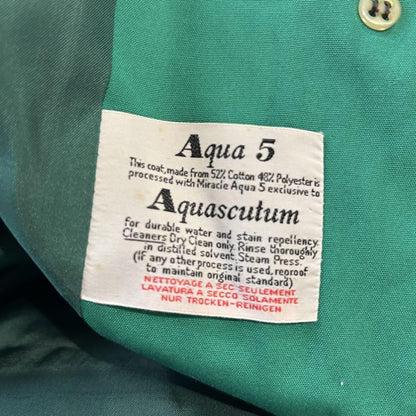 Aqua 5
This coat, made from 52% Cotton 48% Polyester is
processed with Miracle Aqua 5 exclusive to
Aquascutum
for durable water and stain repellency.
Cleaners Dry Clean only. Rinse thoroughly
in distilled solvent. Steam Press.
(if any other process is used, reproof
to maintain original standard)
NETTOYAGE A SEC SEULEMENT
LAVATURA A SECCO SOLAMENTE
NUR TROCKEN-REINIGEN